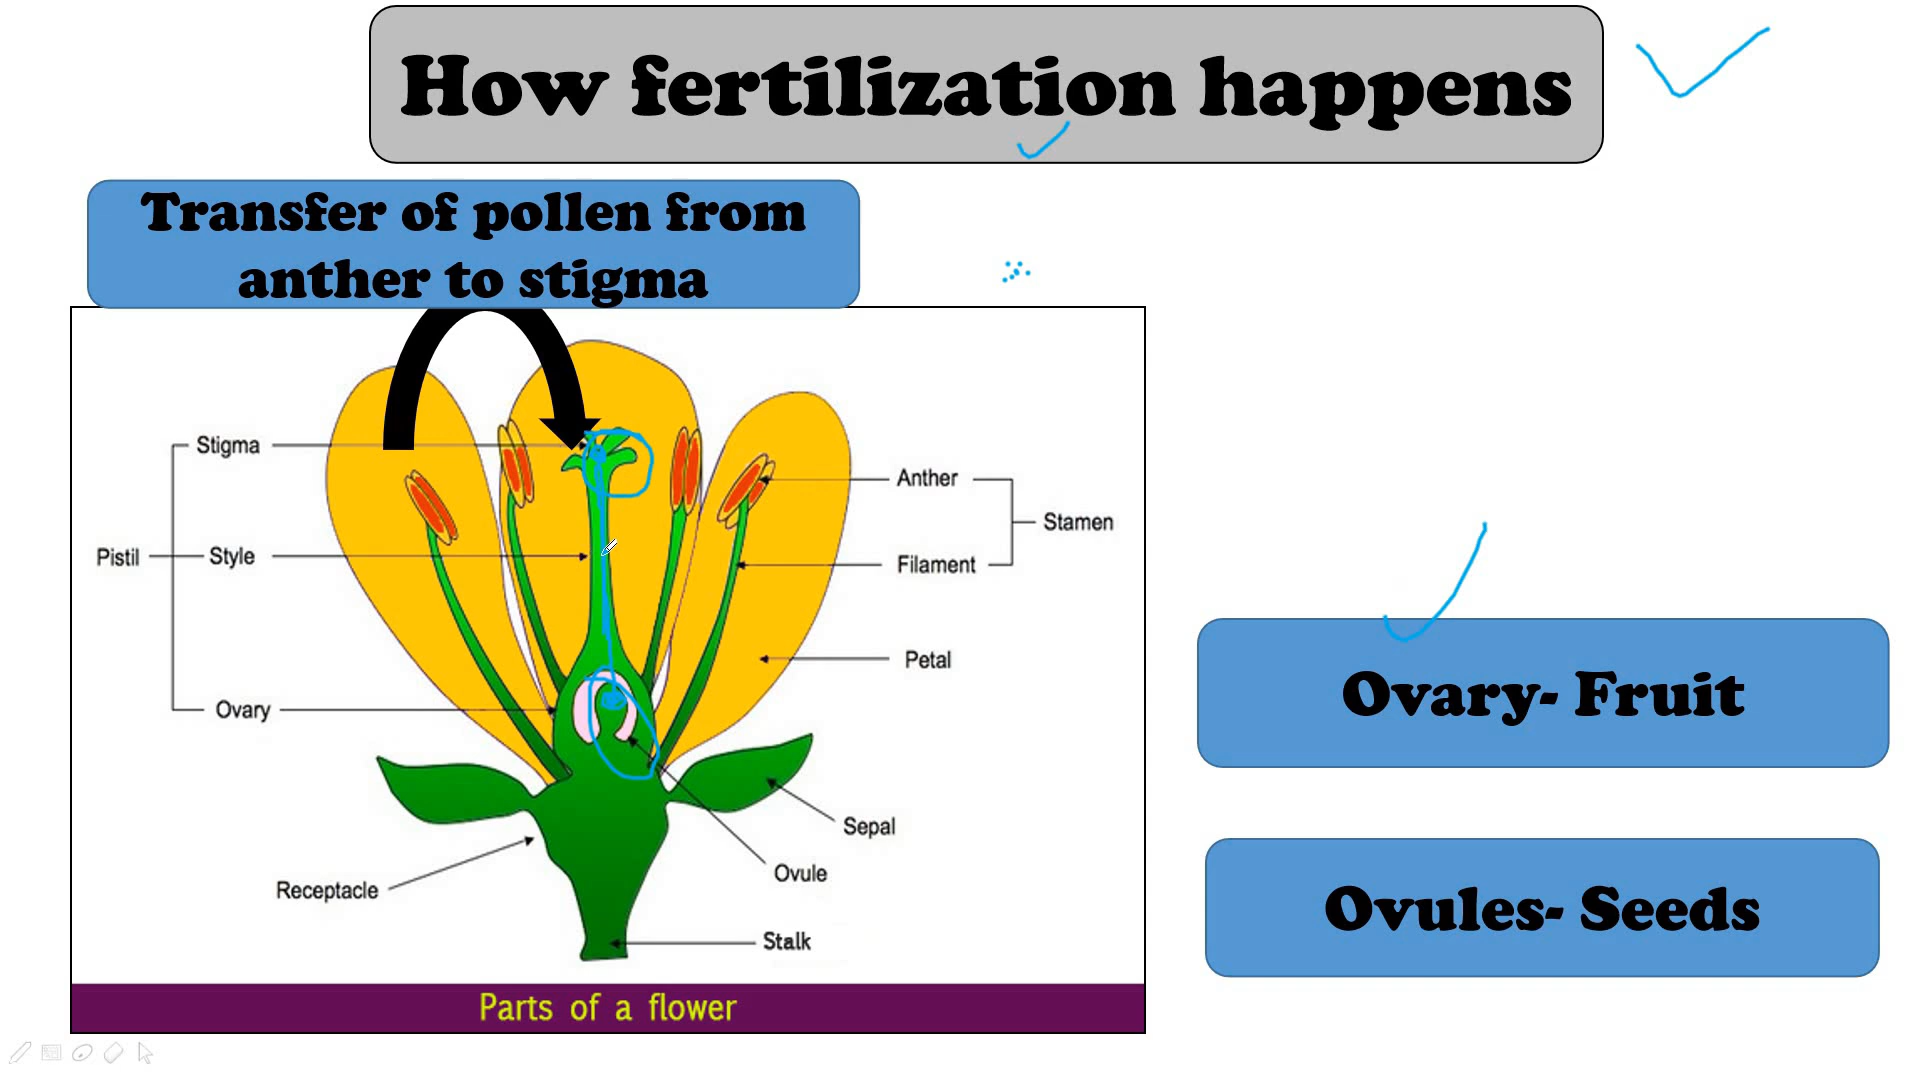 How fertilization happens
Transfer of pollen from
anther to stigma
Stigma
Anther
Stamen
Pistil
Style
Filament
Petal
Ovary
Sepal
Ovule
Receptacle
Stalk
Parts of a flower
Ovary- Fruit
Ovules- Seeds